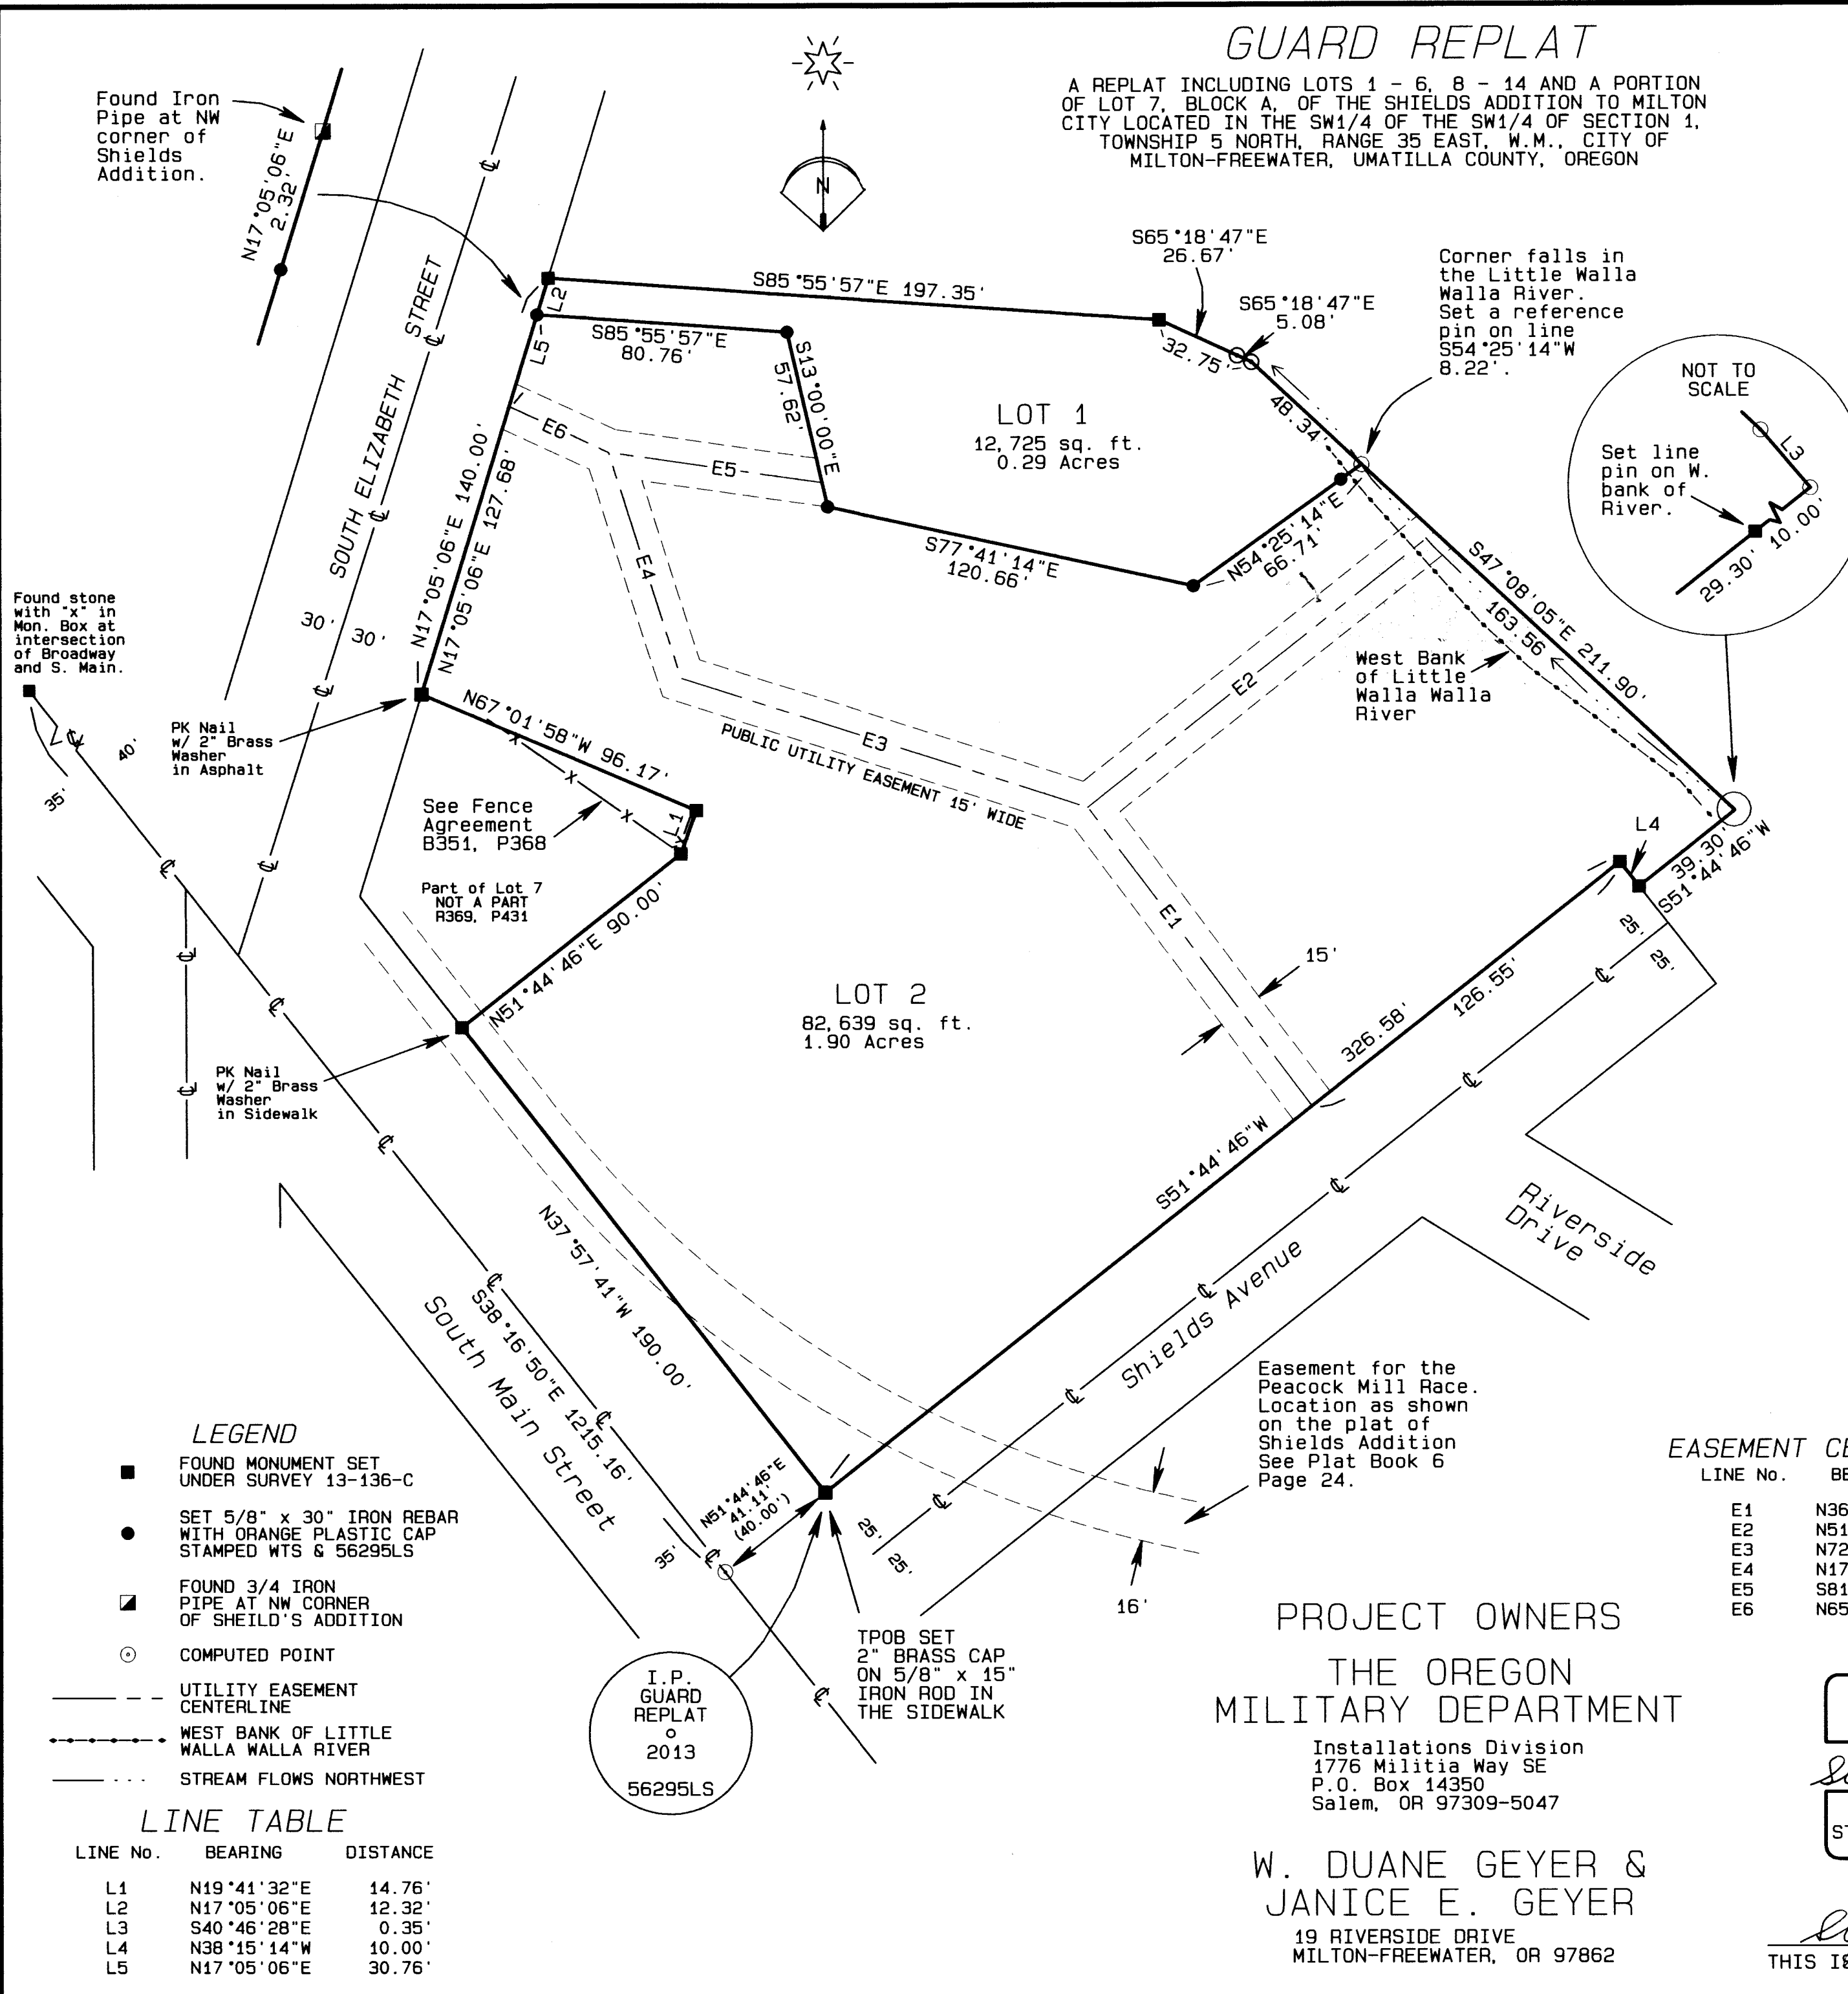 GUARD REPLAT
A REPLAT INCLUDING LOTS 1 - 6, 8 - 14 AND A PORTION
OF LOT 7, BLOCK A, OF THE SHIELDS ADDITION TO MILTON
CITY LOCATED IN THE SW1/4 OF THE SW1/4 OF SECTION 1,
TOWNSHIP 5 NORTH, RANGE 35 EAST, W.M., CITY OF
MILTON-FREEWATER, UMATILLA COUNTY, OREGON
Found Iron
Pipe at NW
corner of
Shields
Addition.
N17°05'06"E
2.32'
N
SOUTH ELIZABETH STREET
30' 30'
L2
L5
S85°55'57"E 197.35'
S85°55'57"E
80.76'
S13°00'00"E
57.62'
S65°18'47"E
26.67'
S65°18'47"E
5.08'
32.75'
48.34'
Corner falls in
the Little Walla
Walla River.
Set a reference
pin on line
S54°25'14"W
8.22'.
NOT TO
SCALE
L3
Set line
pin on W.
bank of
River.
10.00'
29.30'
LOT 1
12,725 sq. ft.
0.29 Acres
E6
E5
E4
N17°05'06"E 140.00'
N17°05'06"E 127.68'
S77°41'14"E
120.66'
N54°25'14"E
66.71'
S47°08'05"E 211.90'
163.56
West Bank
of Little
Walla Walla
River
E2
E3
PUBLIC UTILITY EASEMENT 15' WIDE
E1
15'
Found stone
with "x" in
Mon. Box at
intersection
of Broadway
and S. Main.
40'
35'
PK Nail
w/ 2" Brass
Washer
in Asphalt
N67°01'58"W 96.17'
L1
See Fence
Agreement
B351, P368
Part of Lot 7
NOT A PART
R369, P431
N51°44'46"E 90.00'
PK Nail
w/ 2" Brass
Washer
in Sidewalk
LOT 2
82,639 sq. ft.
1.90 Acres
L4
39.30'
S51°44'46"W
25'
25'
126.55'
326.58'
S51°44'46"W
Riverside
Drive
Shields Avenue
N37°57'41"W 190.00'
S38°16'50"E 1215.16'
South Main Street
N51°44'46"E
41.11'
(40.00')
35'
25'
25'
Easement for the
Peacock Mill Race.
Location as shown
on the plat of
Shields Addition
See Plat Book 6
Page 24.
16'
TPOB SET
2" BRASS CAP
ON 5/8" x 15"
IRON ROD IN
THE SIDEWALK
I.P.
GUARD
REPLAT
2013
56295LS
LEGEND
FOUND MONUMENT SET
UNDER SURVEY 13-136-C
SET 5/8" x 30" IRON REBAR
WITH ORANGE PLASTIC CAP
STAMPED WTS & 56295LS
FOUND 3/4 IRON
PIPE AT NW CORNER
OF SHEILD'S ADDITION
COMPUTED POINT
UTILITY EASEMENT
CENTERLINE
WEST BANK OF LITTLE
WALLA WALLA RIVER
STREAM FLOWS NORTHWEST
LINE TABLE
LINE No. BEARING DISTANCE
L1 N19°41'32"E 14.76'
L2 N17°05'06"E 12.32'
L3 S40°46'28"E 0.35'
L4 N38°15'14"W 10.00'
L5 N17°05'06"E 30.76'
EASEMENT CE
LINE No. BE
E1 N36
E2 N51
E3 N72
E4 N17
E5 S81
E6 N65
PROJECT OWNERS
THE OREGON
MILITARY DEPARTMENT
Installations Division
1776 Militia Way SE
P.O. Box 14350
Salem, OR 97309-5047
W. DUANE GEYER &
JANICE E. GEYER
19 RIVERSIDE DRIVE
MILTON-FREEWATER, OR 97862
ST
THIS IS